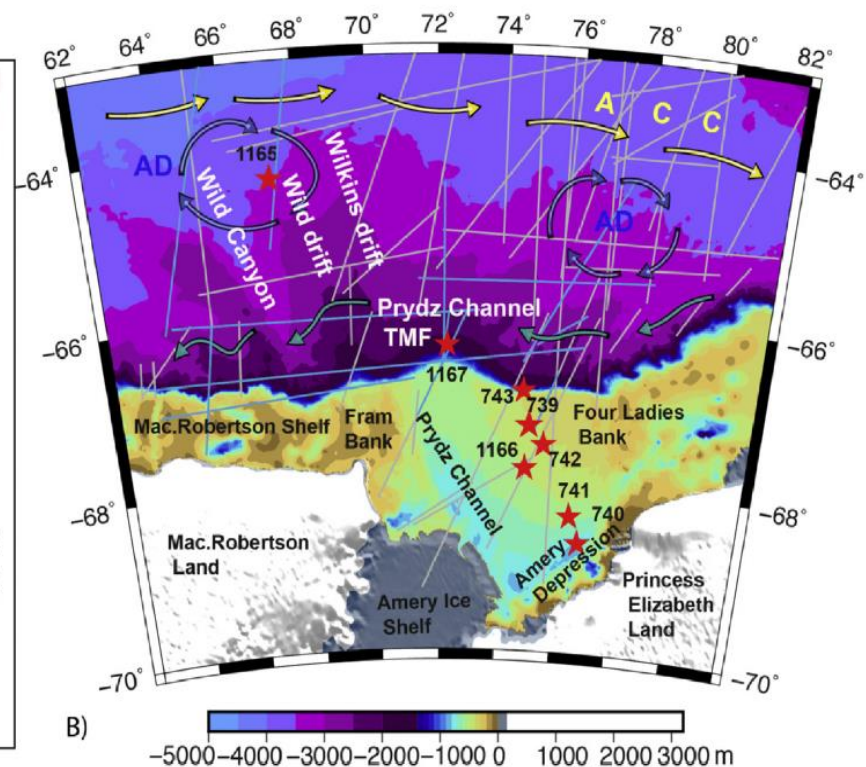 62° 64° 66° 68° 70° 72° 74° 76° 78° 80° 82°
A C C
1165
AD
Wild Canyon
Wild drift
Wilkins drift
AD
-64°
-64°
Prydz Channel
TMF
-66°
-66°
1167
743
739
Mac.Robertson Shelf
Fram
Bank
Four Ladies
Bank
Prydz Channel
1166
742
741
740
-68°
-68°
Mac.Robertson
Land
Amery
Depression
Amery Ice
Shelf
Princess
Elizabeth
Land
-70°
-70°
B)
-5000 -4000 -3000 -2000 -1000 0 1000 2000 3000 m